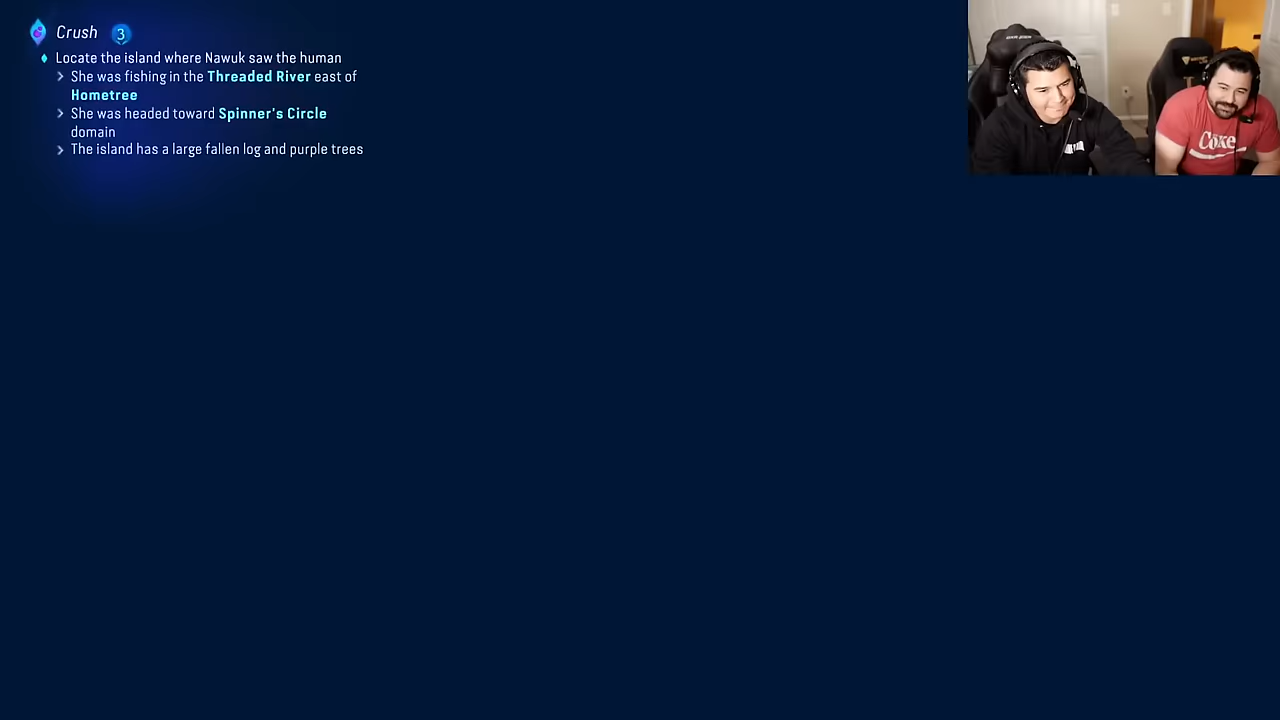 Crush 3
Locate the island where Nawuk saw the human
She was fishing in the Threaded River east of
Hometree
She was headed toward Spinner's Circle
domain
The island has a large fallen log and purple trees
Coke